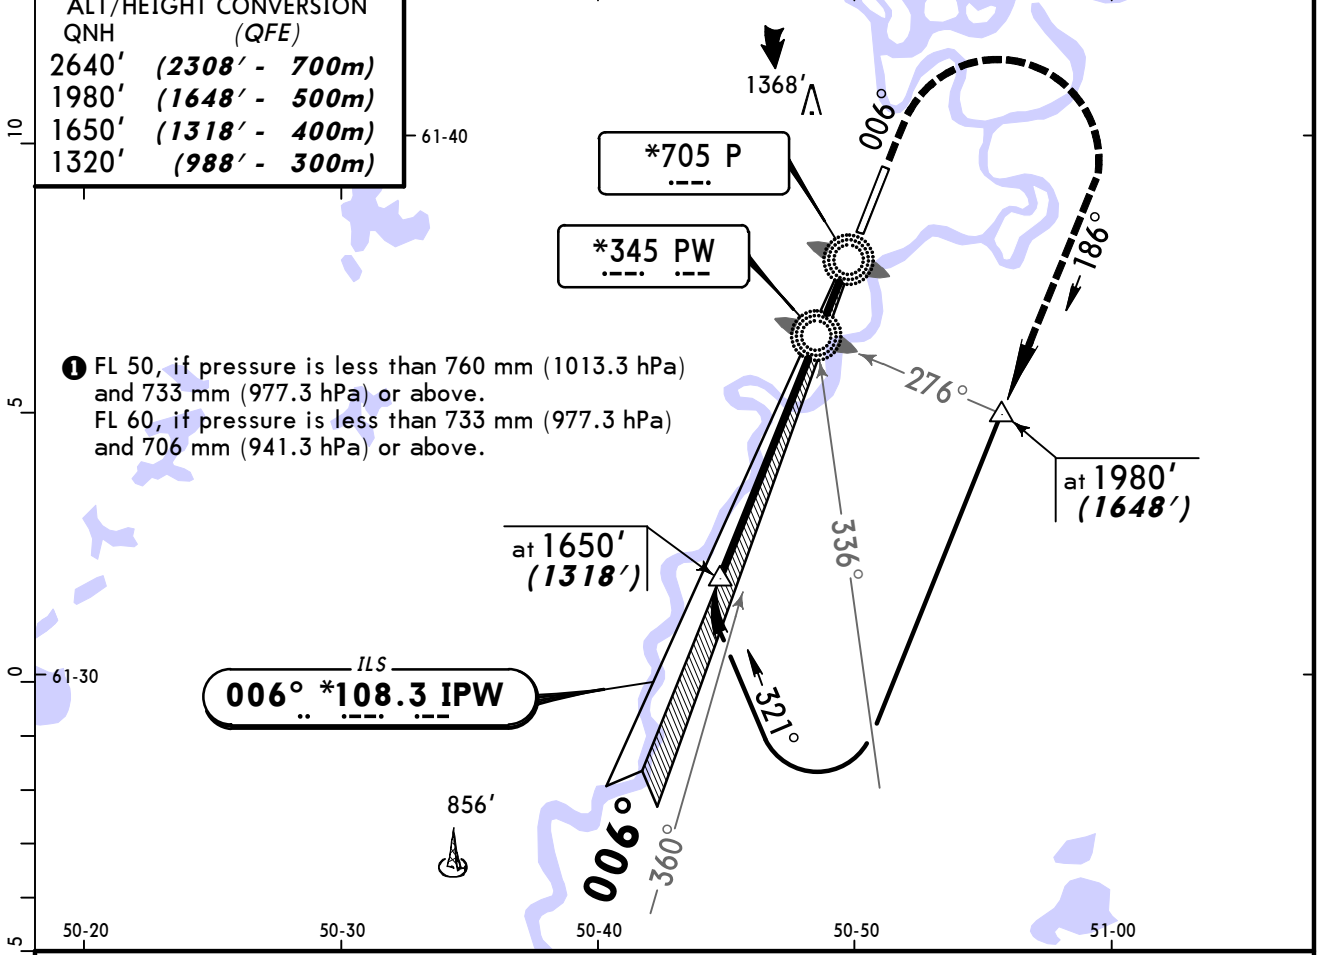 ALT/HEIGHT CONVERSION
QNH (QFE)
2640' (2308' - 700m)
1980' (1648' - 500m)
1650' (1318' - 400m)
1320' (988' - 300m)
10
61-40
1368'
006°
*705 P
*345 PW
186°
❶ FL 50, if pressure is less than 760 mm (1013.3 hPa)
and 733 mm (977.3 hPa) or above.
FL 60, if pressure is less than 733 mm (977.3 hPa)
and 706 mm (941.3 hPa) or above.
5
276°
at 1980'
(1648')
at 1650'
(1318')
336°
0
61-30
ILS
006° *108.3 IPW
321°
856'
006°
360°
5
50-20
50-30
50-40
50-50
51-00